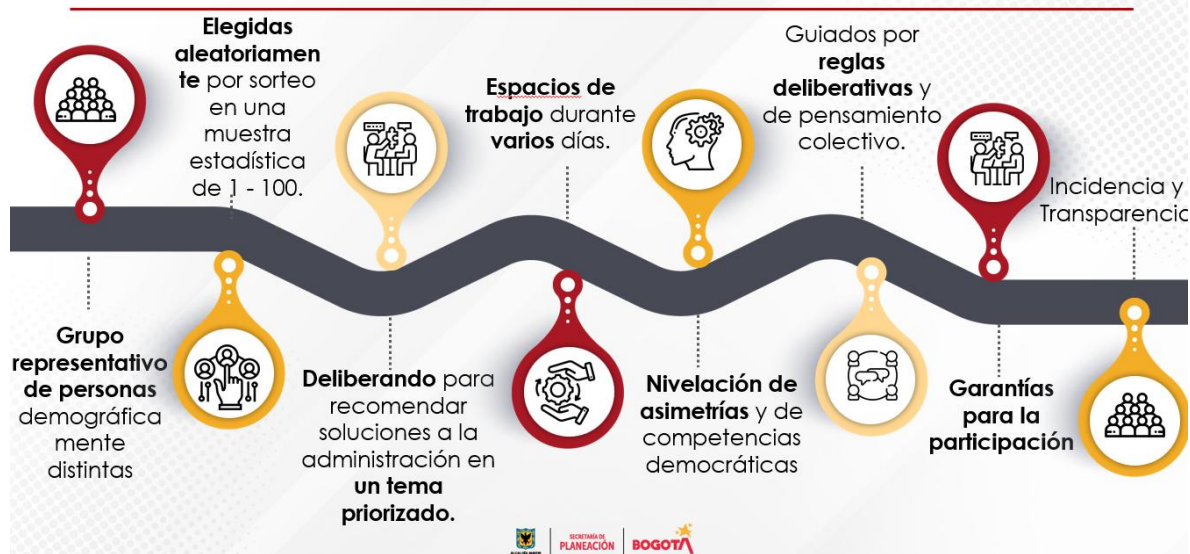 Elegidas
aleatoriamen
te por sorteo
en una
muestra
estadística
de 1 - 100.
Espacios de
trabajo durante
varios días.
Guiados por
reglas
deliberativas y
de pensamiento
colectivo.
Incidencia y
Transparencia
Grupo
representativo
de personas
demográfica
mente
distintas
Deliberando para
recomendar
soluciones a la
administración en
un tema
priorizado.
Nivelación de
asimetrías y de
competencias
democráticas
Garantías
para la
participación
SECRETARÍA DE
PLANEACIÓN
BOGOTÁ